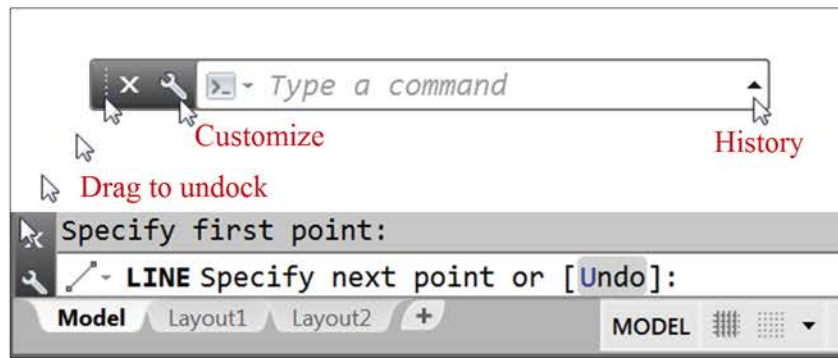 Type a command
Customize
History
Drag to undock
Specify first point:
LINE Specify next point or [Undo]:
Model Layout1 Layout2 + MODEL